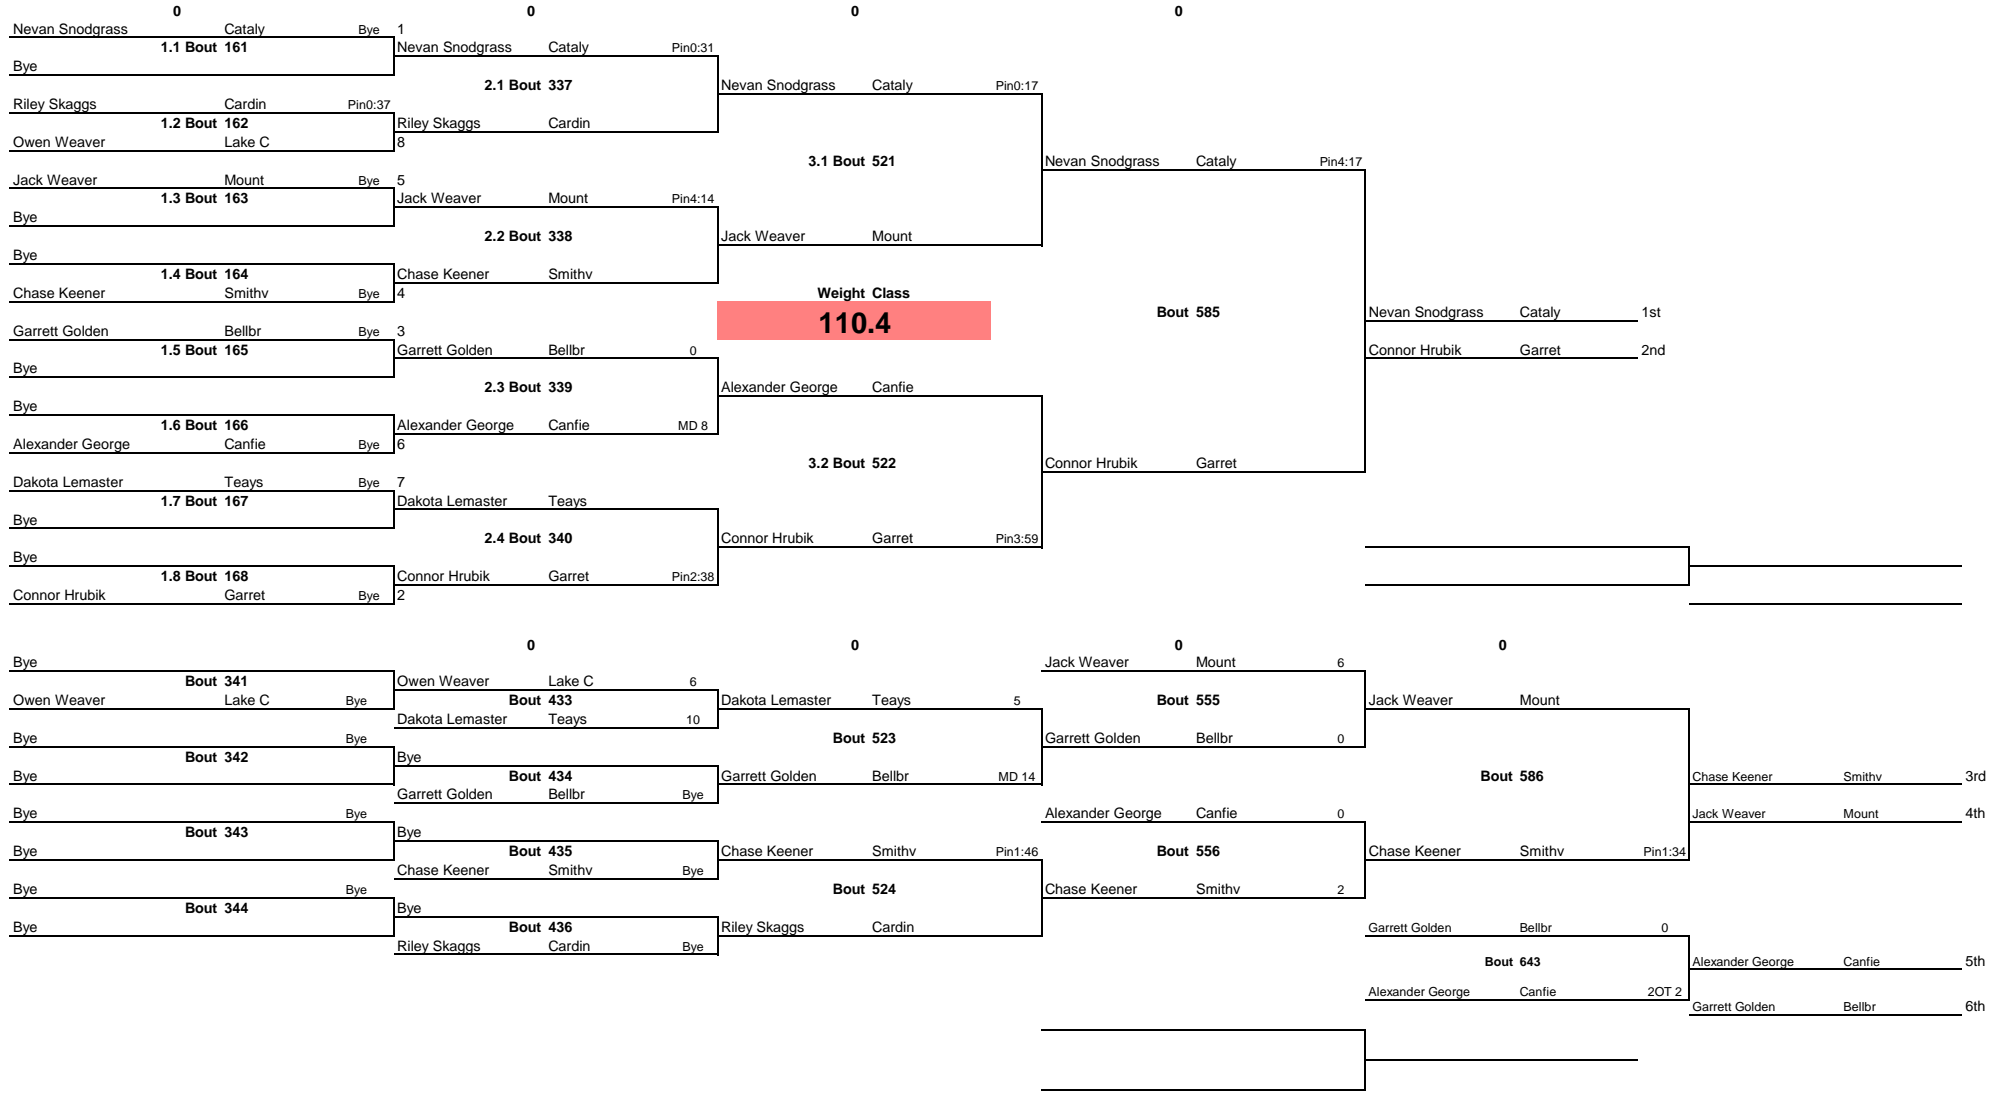 0 0 0 0
Nevan Snodgrass Cataly Bye 1
1.1 Bout 161 Nevan Snodgrass Cataly Pin0:31
Bye
2.1 Bout 337 Nevan Snodgrass Cataly Pin0:17
Riley Skaggs Cardin Pin0:37
1.2 Bout 162 Riley Skaggs Cardin
Owen Weaver Lake C 8
3.1 Bout 521 Nevan Snodgrass Cataly Pin4:17
Jack Weaver Mount Bye 5
1.3 Bout 163 Jack Weaver Mount Pin4:14
Bye
2.2 Bout 338 Jack Weaver Mount
Bye
1.4 Bout 164 Chase Keener Smithv
Chase Keener Smithv Bye 4 Weight Class
Bout 585 Nevan Snodgrass Cataly 1st
110.4
Garrett Golden Bellbr Bye 3
1.5 Bout 165 Garrett Golden Bellbr 0 Connor Hrubik Garret 2nd
Bye
2.3 Bout 339 Alexander George Canfie
Bye
1.6 Bout 166 Alexander George Canfie MD 8
Alexander George Canfie Bye 6
3.2 Bout 522 Connor Hrubik Garret
Dakota Lemaster Teays Bye 7
1.7 Bout 167 Dakota Lemaster Teays
Bye
2.4 Bout 340 Connor Hrubik Garret Pin3:59
Bye
1.8 Bout 168 Connor Hrubik Garret Pin2:38
Connor Hrubik Garret Bye 2
0 0 0 0
Bye Jack Weaver Mount 6
Bout 341 Owen Weaver Lake C 6
Owen Weaver Lake C Bye Bout 433 Dakota Lemaster Teays 5 Bout 555 Jack Weaver Mount
Dakota Lemaster Teays 10
Bye Bye Bout 523 Garrett Golden Bellbr 0
Bout 342 Bye
Bye Bout 434 Garrett Golden Bellbr MD 14 Bout 586 Chase Keener Smithv 3rd
Garrett Golden Bellbr Bye
Bye Bye Alexander George Canfie 0 Jack Weaver Mount 4th
Bout 343 Bye
Bye Bout 435 Chase Keener Smithv Pin1:46 Bout 556 Chase Keener Smithv Pin1:34
Chase Keener Smithv Bye
Bye Bye Bout 524 Chase Keener Smithv 2
Bout 344 Bye
Bye Bout 436 Riley Skaggs Cardin Garrett Golden Bellbr 0
Riley Skaggs Cardin Bye
Bout 643 Alexander George Canfie 5th
Alexander George Canfie 2OT 2
Garrett Golden Bellbr 6th